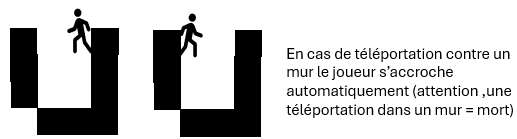 En cas de téléportation contre un
mur le joueur s’accroche
automatiquement (attention ,une
téléportation dans un mur = mort)